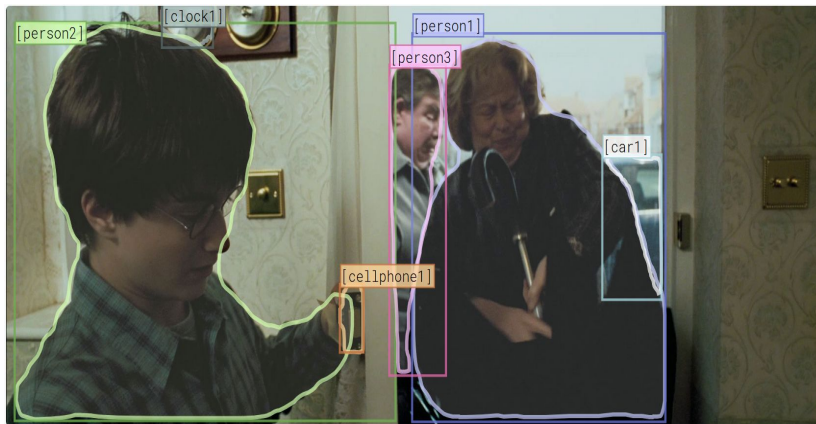 [clock1]
[person2]
[person1]
[person3]
[car1]
[cellphone1]